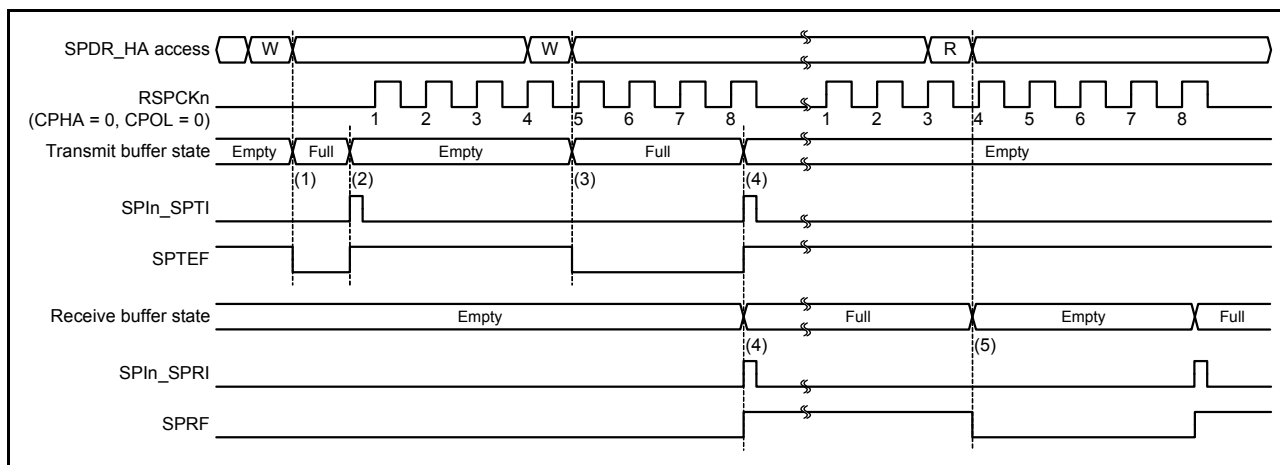 SPDR_HA access W W R
RSPCKn
(CPHA = 0, CPOL = 0)
1 2 3 4 5 6 7 8 1 2 3 4 5 6 7 8
Transmit buffer state Empty Full Empty Full Empty
(1) (2) (3) (4)
SPIn_SPTI
SPTEF
Receive buffer state Empty Full Empty Full
(4) (5)
SPIn_SPRI
SPRF